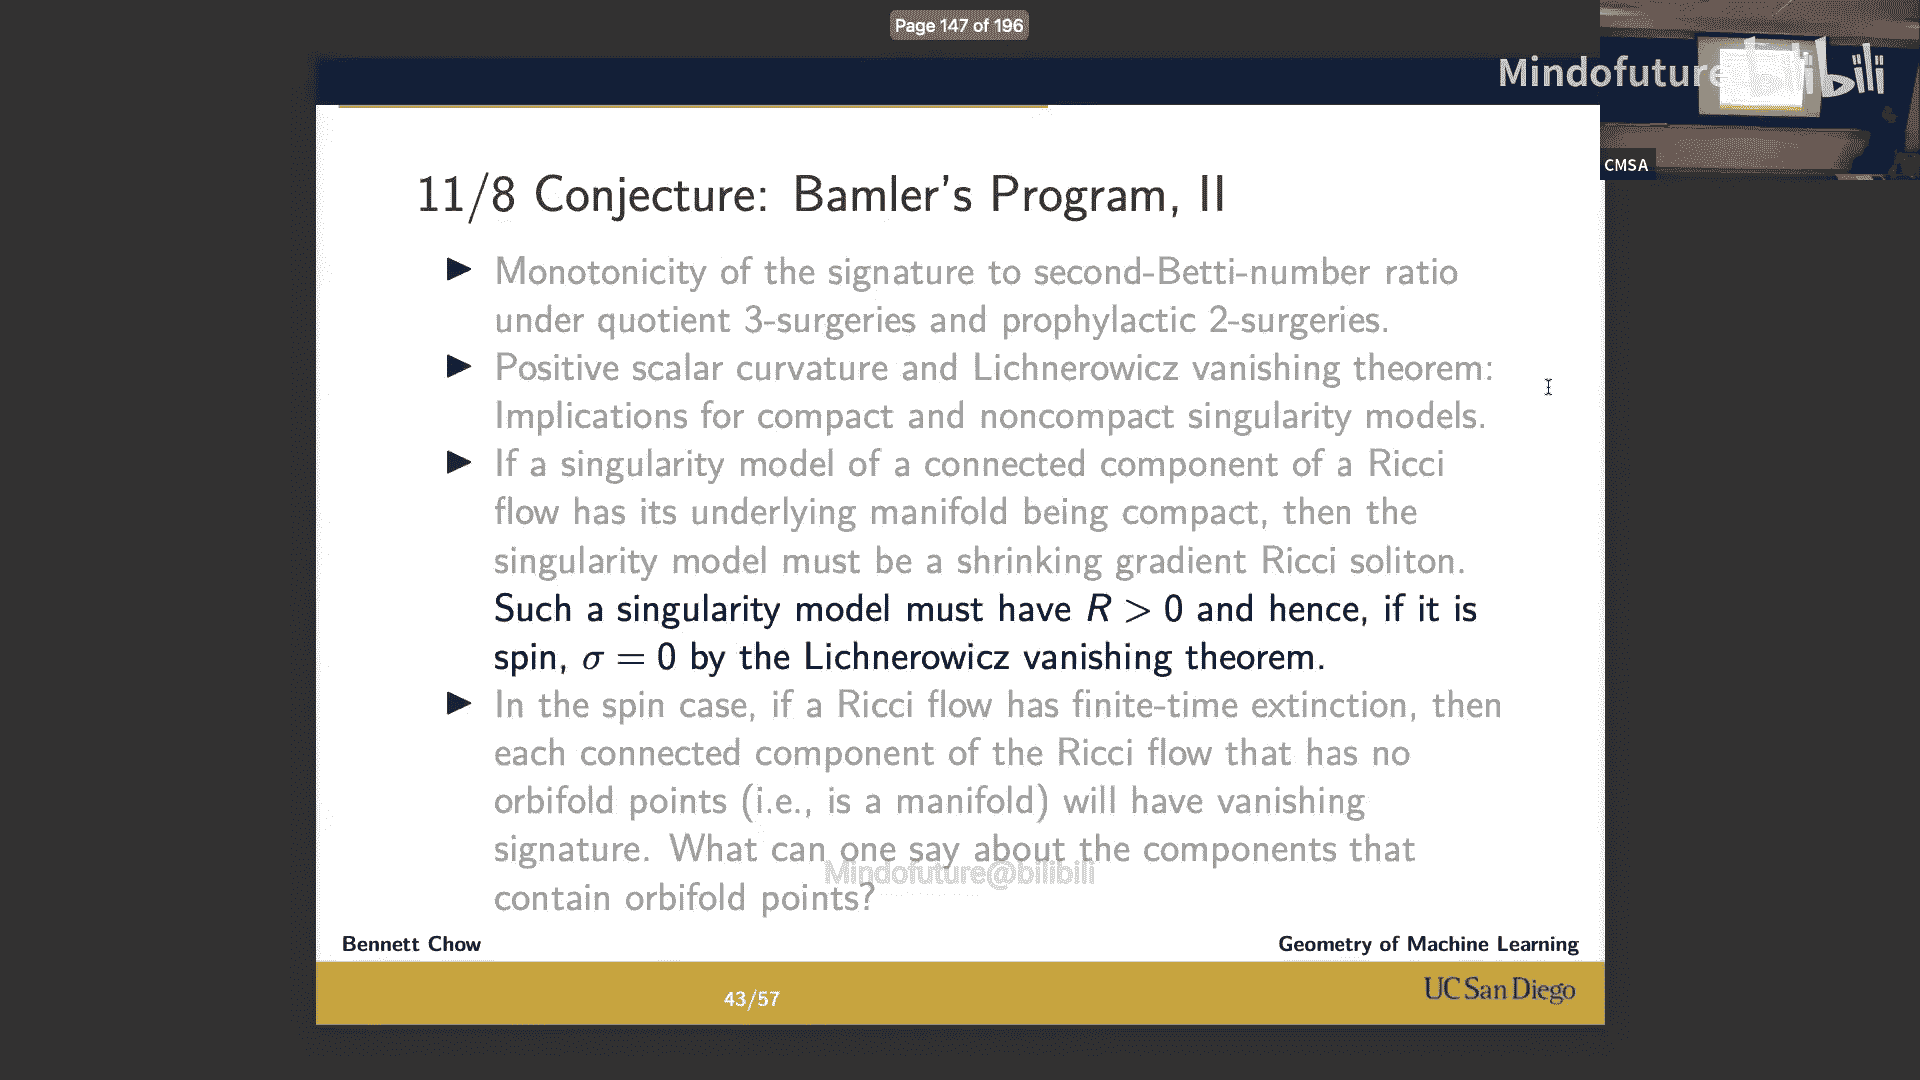 Page 147 of 196
Mindofuture
bilibili
CMSA
11/8 Conjecture: Bamler's Program, II
▶ Monotonicity of the signature to second-Betti-number ratio
under quotient 3-surgeries and prophylactic 2-surgeries.
▶ Positive scalar curvature and Lichnerowicz vanishing theorem:
Implications for compact and noncompact singularity models.
▶ If a singularity model of a connected component of a Ricci
flow has its underlying manifold being compact, then the
singularity model must be a shrinking gradient Ricci soliton.
Such a singularity model must have R > 0 and hence, if it is
spin, σ = 0 by the Lichnerowicz vanishing theorem.
▶ In the spin case, if a Ricci flow has finite-time extinction, then
each connected component of the Ricci flow that has no
orbifold points (i.e., is a manifold) will have vanishing
signature. What can one say about the components that
contain orbifold points?
Mindofuture@bilibili
Bennett Chow
Geometry of Machine Learning
43/57
UC San Diego